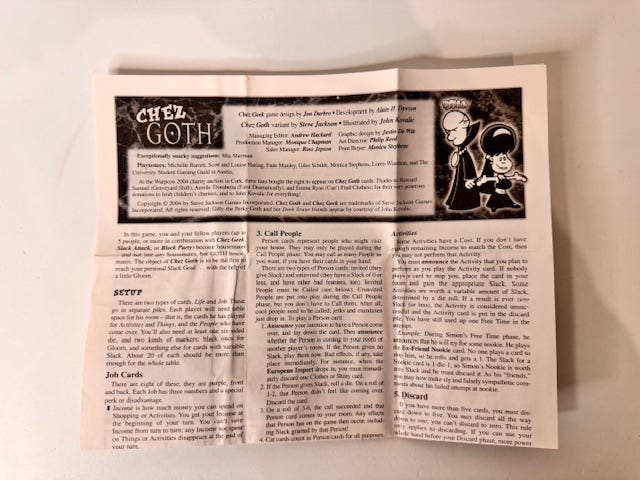 CHEZ
GOTH
Chez Geek game design by Jon Darbro • Development by Alain H. Dawson
Chez Goth variant by Steve Jackson • Illustrated by John Kovalic
Managing Editor: Andrew Hackard
Graphic design by Justin De Witt
Production Manager: Monique Chapman
Art Director: Philip Reed
Sales Manager: Ross Jepson
Print Buyer: Monica Stephens
Exceptionally snarky suggestions: Mia Sherman
Playtesters: Michelle Barrett, Scott and Louise Haring, Fade Manley, Giles Schildt, Monica Stephens, Loren Wiseman, and The
University Student Gaming Guild in Austin.
At the Warpcon 2004 charity auction in Cork, three fans bought the right to appear on Chez Goth cards. Thanks to Howard
Samuel (Graveyard Shift), Aurelo Trombetta (Faint Dramatically), and Emma Ryan (Can't Find Clothes), for their very generous
donations to Irish children's charities, and to John Kovalic for everything!
Copyright © 2004 by Steve Jackson Games Incorporated. Chez Goth and Chez Geek are trademarks of Steve Jackson Games
Incorporated. All rights reserved. Gilly the Perky Goth and her Dork Tower friends appear by courtesy of John Kovalic.
In this game, you and your fellow players (up to
5 people, or more in combination with Chez Geek,
Slack Attack, or Block Party) become housemates
– and not just any housemates, but GOTH house-
mates. The object of Chez Goth is to be the first to
reach your personal Slack Goal . . . with the help of
a little Gloom.
SETUP
There are two types of cards, Life and Job. These
go in separate piles. Each player will need table
space for his room – that is, the cards he has played
for Activities and Things, and the People who have
come over. You'll also need at least one six-sided
die, and two kinds of markers: black ones for
Gloom, and something else for cards with variable
Slack. About 20 of each should be more than
enough for the whole table.
Job Cards
There are eight of these; they are purple, front
and back. Each Job has three numbers and a special
perk or disadvantage.
Income is how much money you can spend on
Shopping or Activities. You get your Income at
the beginning of your turn. You can't save
Income from turn to turn; any Income not spent
on Things or Activities disappears at the end of
your turn.
3. Call People
Person cards represent people who might visit
your house. They may only be played during the
Call People phase. You may call as many People as
you want, if you have their cards in your hand.
There are two types of Person cards: invited (they
give Slack) and uninvited (they have a Slack of 0 or
less, and have other bad features, too). Invited
People must be Called (see below). Uninvited
People are put into play during the Call People
phase, but you don't have to Call them. After all,
cool people need to be called; jerks and mundanes
just drop in. To play a Person card:
1. Announce your intention to have a Person come
over, and lay down the card. Then announce
whether the Person is coming to your room or
another player's room. If the Person gives no
Slack, play them now. Bad effects, if any, take
place immediately. For instance, when the
European Import drops in, you must immedi-
ately discard one Clothes or Shiny card.
2. If the Person gives Slack, roll a die. On a roll of
1-2, that Person didn't feel like coming over.
Discard the card.
3. On a roll of 3-6, the call succeeded and that
Person card comes to your room. Any effects
that Person has on the game then occur, includ-
ing Slack granted by that Person!
4. Cat cards count as Person cards for all purposes
Activities
Some Activities have a Cost. If you don't have
enough remaining Income to match the Cost, then
you may not perform that Activity.
You must announce the Activity that you plan to
perform as you play the Activity card. If nobody
plays a card to stop you, place the card in your
room and gain the appropriate Slack. Some
Activities are worth a variable amount of Slack,
determined by a die roll. If a result is ever zero
Slack (or less), the Activity is considered unsuc-
cessful and the Activity card is put in the discard
pile. You have still used up one Free Time in the
attempt.
Example: During Simon's Free Time phase, he
announces that he will try for some nookie. He plays
the Ex-Friend Nookie card. No one plays a card to
stop him, so he rolls and gets a 1. The Slack for a
Nookie card is 1 die-1, so Simon's Nookie is worth
zero Slack and he must discard it. As his "friends,"
you may now make sly and falsely sympathetic com-
ments about his failed attempt at nookie.
5. Discard
If you have more than five cards, you must dis-
card down to five. You may discard all the way
down to one; you can't discard to zero. This rule
only applies to discarding. If you can use your
whole hand before your Discard phase, more power